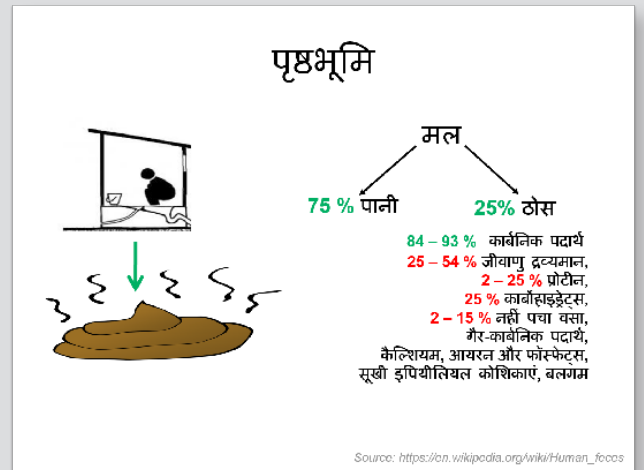 पृष्ठभूमि
मल
75 % पानी
25% ठोस
84 – 93 % कार्बनिक पदार्थ
25 – 54 % जीवाणु द्रव्यमान,
2 – 25 % प्रोटीन,
25 % कार्बोहाइड्रेट्स,
2 – 15 % नहीं पचा वसा,
गैर-कार्बनिक पदार्थ,
कैल्शियम, आयरन और फॉस्फेट्स,
सूखी इपिथीलियल कोशिकाएं, बलगम
Source: https://en.wikipedia.org/wiki/Human_feces